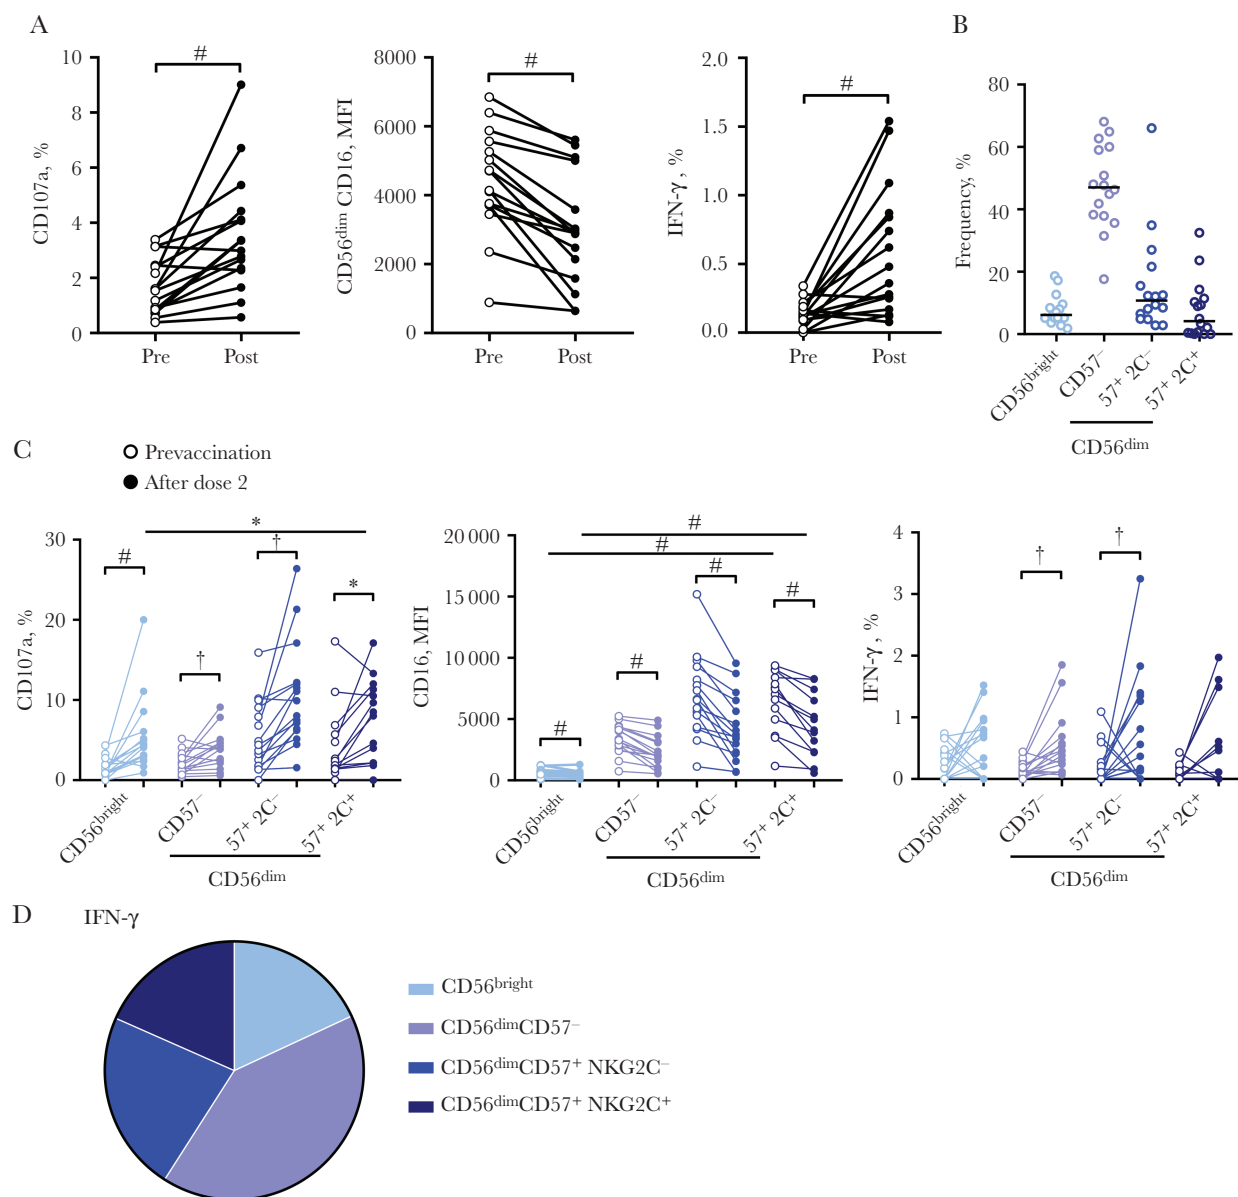 A
B
#
#
#
CD107a, %
10
8
6
4
2
0
Pre
Post
CD56dim CD16, MFI
8000
6000
4000
2000
0
Pre
Post
IFN-γ, %
2.0
1.5
1.0
0.5
0.0
Pre
Post
Frequency, %
80
60
40
20
0
CD56bright
CD57–
57+ 2C–
57+ 2C+
CD56dim
C
Prevaccination
After dose 2
CD107a, %
30
20
10
0
*
#
†
†
*
CD56bright
CD57–
57+ 2C–
57+ 2C+
CD56dim
CD16, MFI
20 000
15 000
10 000
5000
0
#
#
#
#
#
#
CD56bright
CD57–
57+ 2C–
57+ 2C+
CD56dim
IFN-γ, %
4
3
2
1
0
†
†
CD56bright
CD57–
57+ 2C–
57+ 2C+
CD56dim
D
IFN-γ
CD56bright
CD56dimCD57–
CD56dimCD57+ NKG2C–
CD56dimCD57+ NKG2C+